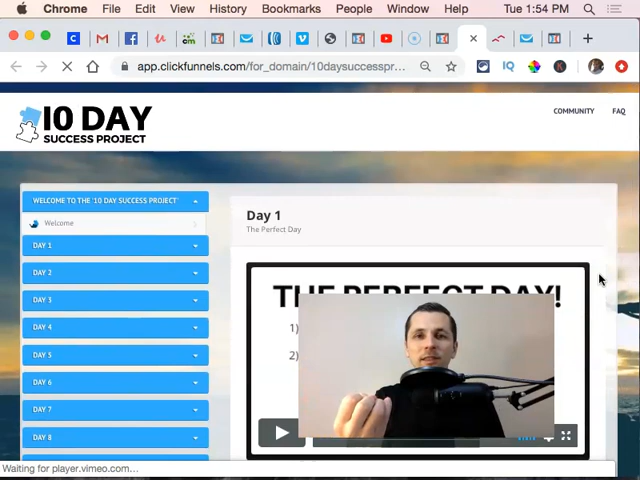 Chrome File Edit View History Bookmarks People Window Help Tue 1:54 PM
app.clickfunnels.com/for_domain/10daysuccesspr...
10 DAY
SUCCESS PROJECT
COMMUNITY FAQ
WELCOME TO THE '10 DAY SUCCESS PROJECT'
Welcome
DAY 1
DAY 2
DAY 3
DAY 4
DAY 5
DAY 6
DAY 7
DAY 8
Day 1
The Perfect Day
THE PERFECT DAY!
1)
2)
Waiting for player.vimeo.com...